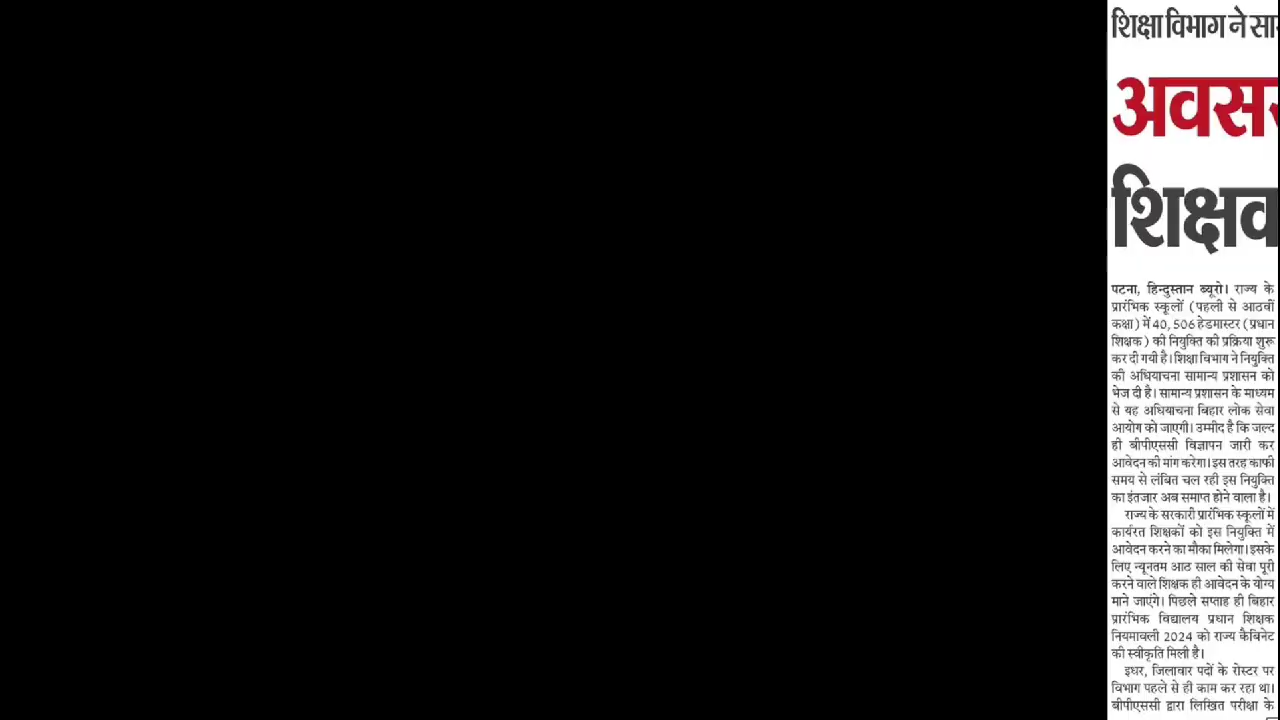 शिक्षा विभाग ने
अवसर
शिक्षक
पटना, हिन्दुस्तान ब्यूरो। राज्य के
प्रारंभिक स्कूलों (पहली से आठवीं
कक्षा) में 40, 506 हेडमास्टर (प्रधान
शिक्षक) की नियुक्ति की प्रक्रिया शुरू
कर दी गयी है। शिक्षा विभाग ने नियुक्ति
की अधियाचना सामान्य प्रशासन को
भेज दी है। सामान्य प्रशासन के माध्यम
से यह अधियाचना बिहार लोक सेवा
आयोग को जाएगी। उम्मीद है कि जल्द
ही बीपीएससी विज्ञापन जारी कर
आवेदन की मांग करेगा। इस तरह काफी
समय से लंबित चल रही इस नियुक्ति
का इंतजार अब समाप्त होने वाला है।
राज्य के सरकारी प्रारंभिक स्कूलों में
कार्यरत शिक्षकों को इस नियुक्ति में
आवेदन करने का मौका मिलेगा। इसके
लिए न्यूनतम आठ साल की सेवा पूरी
करने वाले शिक्षक ही आवेदन के योग्य
माने जाएंगे। पिछले सप्ताह ही बिहार
प्रारंभिक विद्यालय प्रधान शिक्षक
नियमावली 2024 को राज्य कैबिनेट
की स्वीकृति मिली है।
इधर, जिलावार पदों के रोस्टर पर
विभाग पहले से ही काम कर रहा था।
बीपीएससी द्वारा लिखित परीक्षा के